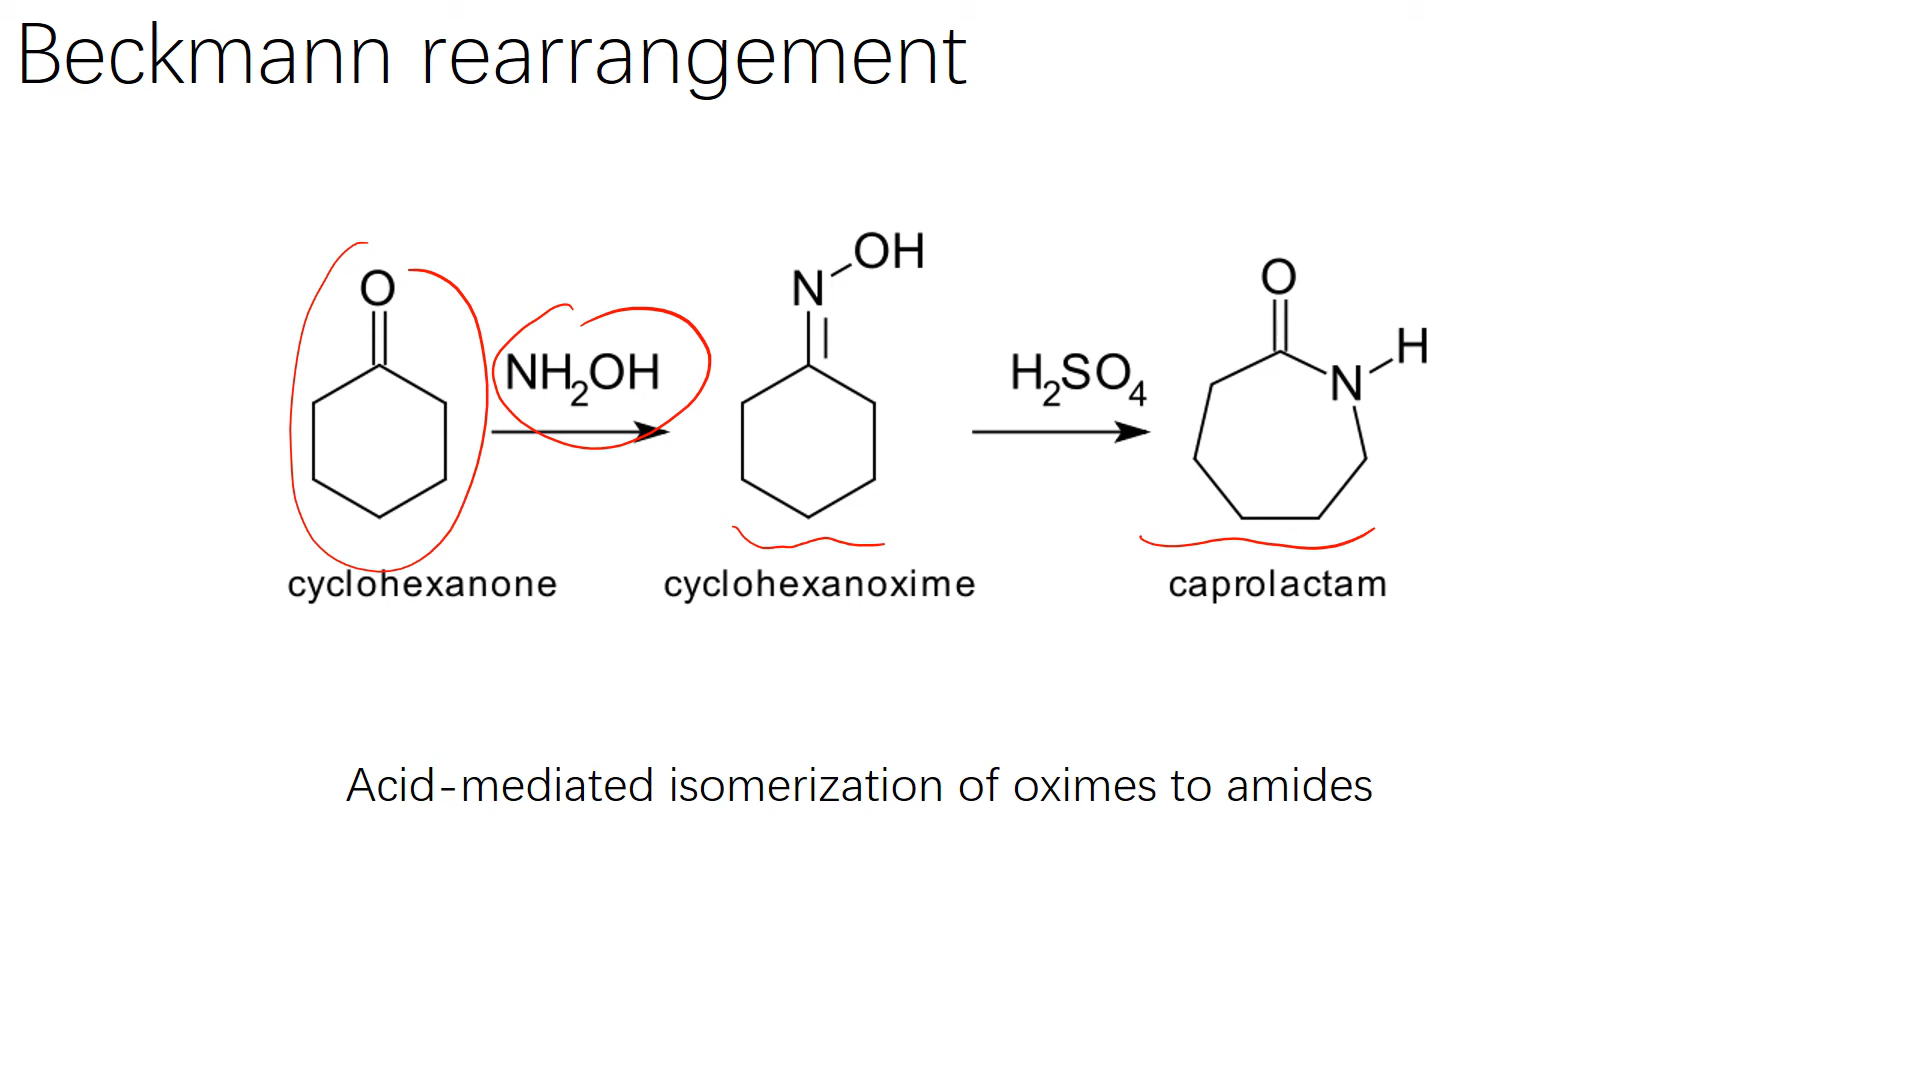 Beckmann rearrangement
O
NH2OH
N OH
H2SO4
O
N H
cyclohexanone
cyclohexanoxime
caprolactam
Acid-mediated isomerization of oximes to amides